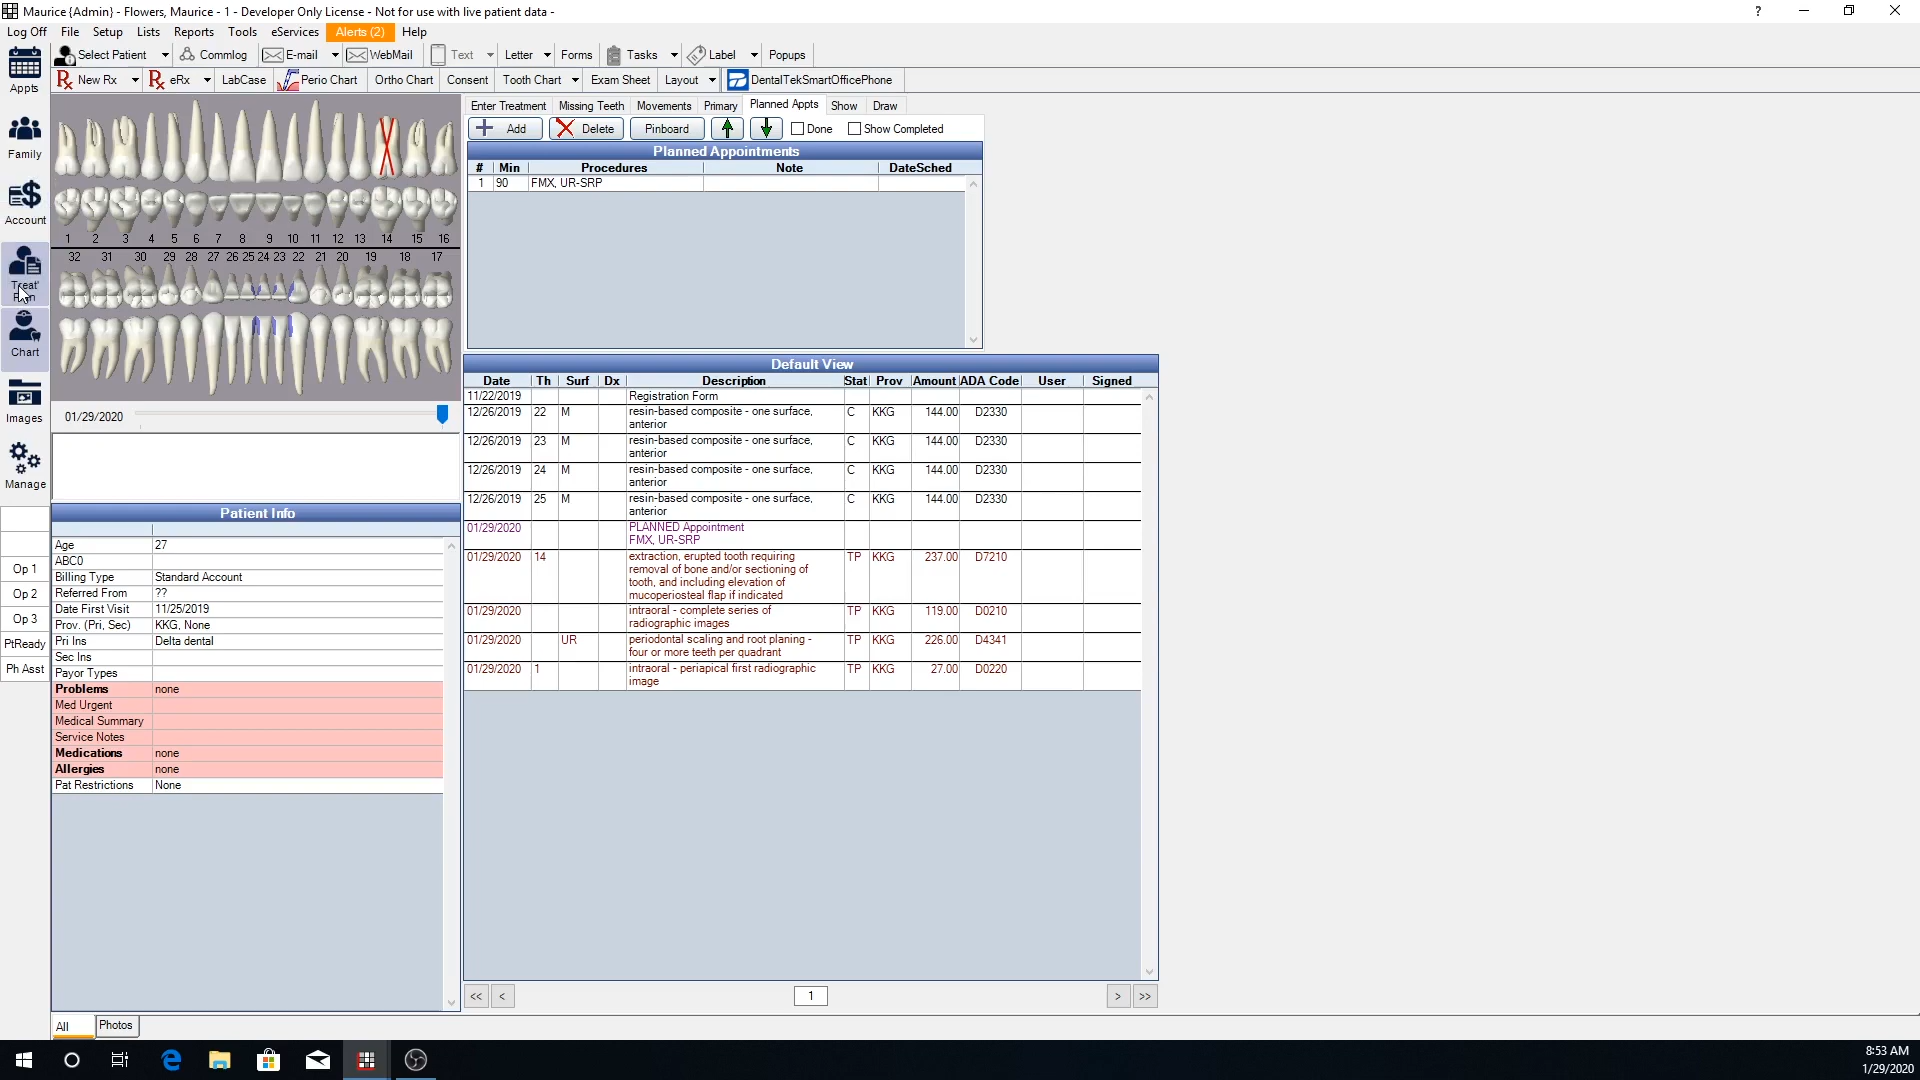 Maurice {Admin} - Flowers, Maurice - 1 - Developer Only License - Not for use with live patient data -
?
Log Off File Setup Lists Reports Tools eServices Alerts (2) Help
Appts
Select Patient Commlog E-mail WebMail Text Letter Forms Tasks Label Popups
New Rx eRx LabCase Perio Chart Ortho Chart Consent Tooth Chart Exam Sheet Layout DentalTekSmartOfficePhone
Family
Account
Chart
Images
Manage
Op 1
Op 2
Op 3
PtReady
Ph Asst
1 2 3 4 5 6 7 8 9 10 11 12 13 14 15 16
32 31 30 29 28 27 26 25 24 23 22 21 20 19 18 17
01/29/2020
Enter Treatment Missing Teeth Movements Primary Planned Appts Show Draw
Add Delete Pinboard Done Show Completed
Planned Appointments
# Min Procedures Note DateSched
1 90 FMX, UR-SRP
Default View
Date Th Surf Dx Description Stat Prov Amount ADA Code User Signed
11/22/2019 Registration Form
12/26/2019 22 M resin-based composite - one surface, C KKG 144.00 D2330
anterior
12/26/2019 23 M resin-based composite - one surface, C KKG 144.00 D2330
anterior
12/26/2019 24 M resin-based composite - one surface, C KKG 144.00 D2330
anterior
12/26/2019 25 M resin-based composite - one surface, C KKG 144.00 D2330
anterior
01/29/2020 PLANNED Appointment
FMX, UR-SRP
01/29/2020 14 extraction, erupted tooth requiring TP KKG 237.00 D7210
removal of bone and/or sectioning of
tooth, and including elevation of
mucoperiosteal flap if indicated
01/29/2020 intraoral - complete series of TP KKG 119.00 D0210
radiographic images
01/29/2020 UR periodontal scaling and root planing - TP KKG 226.00 D4341
four or more teeth per quadrant
01/29/2020 1 intraoral - periapical first radiographic TP KKG 27.00 D0220
image
<< < 1 > >>
Patient Info
Age 27
ABC0
Billing Type Standard Account
Referred From ??
Date First Visit 11/25/2019
Prov. (Pri, Sec) KKG, None
Pri Ins Delta dental
Sec Ins
Payor Types
Problems none
Med Urgent
Medical Summary
Service Notes
Medications none
Allergies none
Pat Restrictions None
All Photos
8:53 AM
1/29/2020